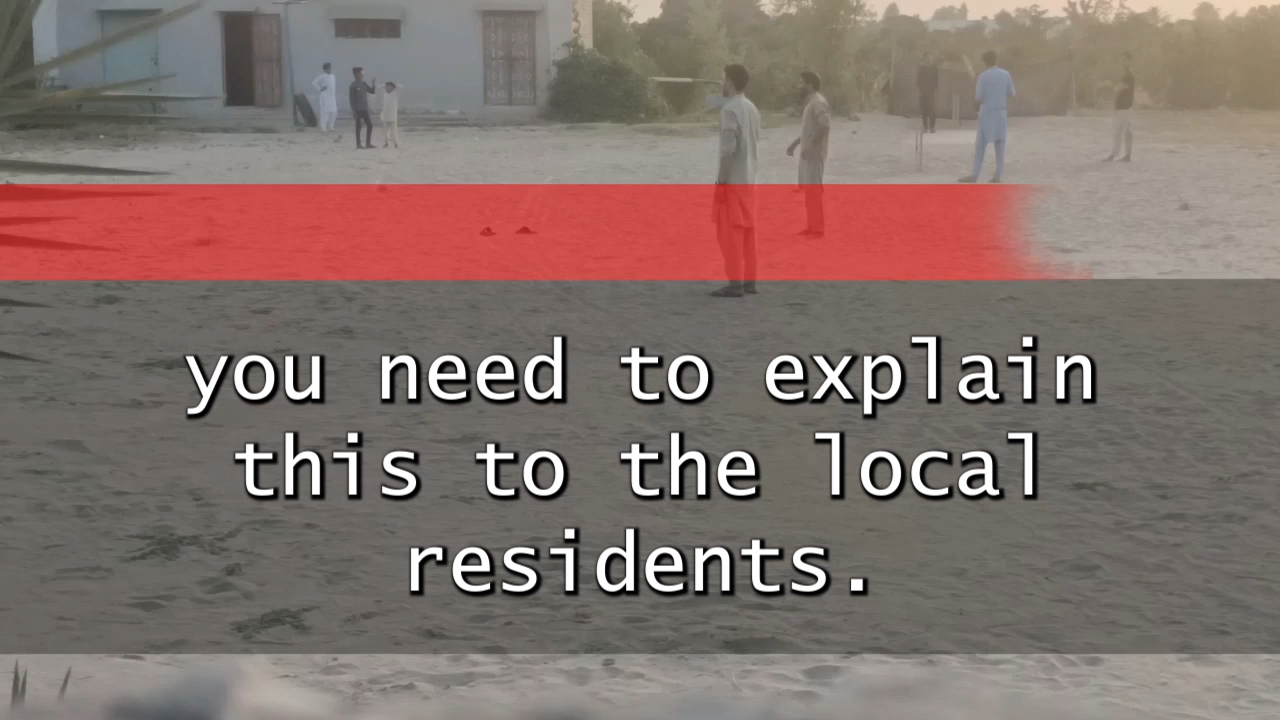 you need to explain
this to the local
residents.